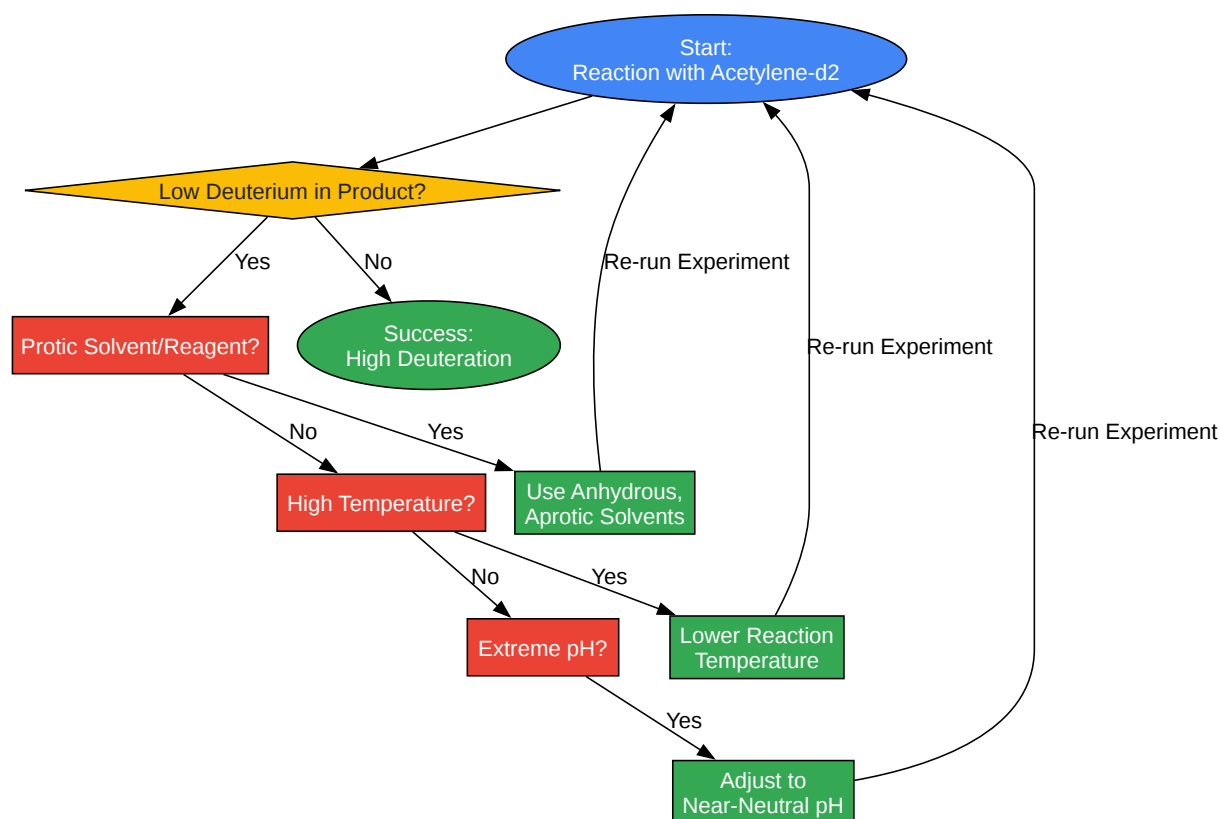 Start:
Reaction with Acetylene-d2
Low Deuterium in Product?
Yes
No
Re-run Experiment
Protic Solvent/Reagent?
Success:
High Deuteration
Re-run Experiment
No
Yes
Re-run Experiment
High Temperature?
Use Anhydrous,
Aprotic Solvents
No
Yes
Extreme pH?
Lower Reaction
Temperature
Yes
Adjust to
Near-Neutral pH